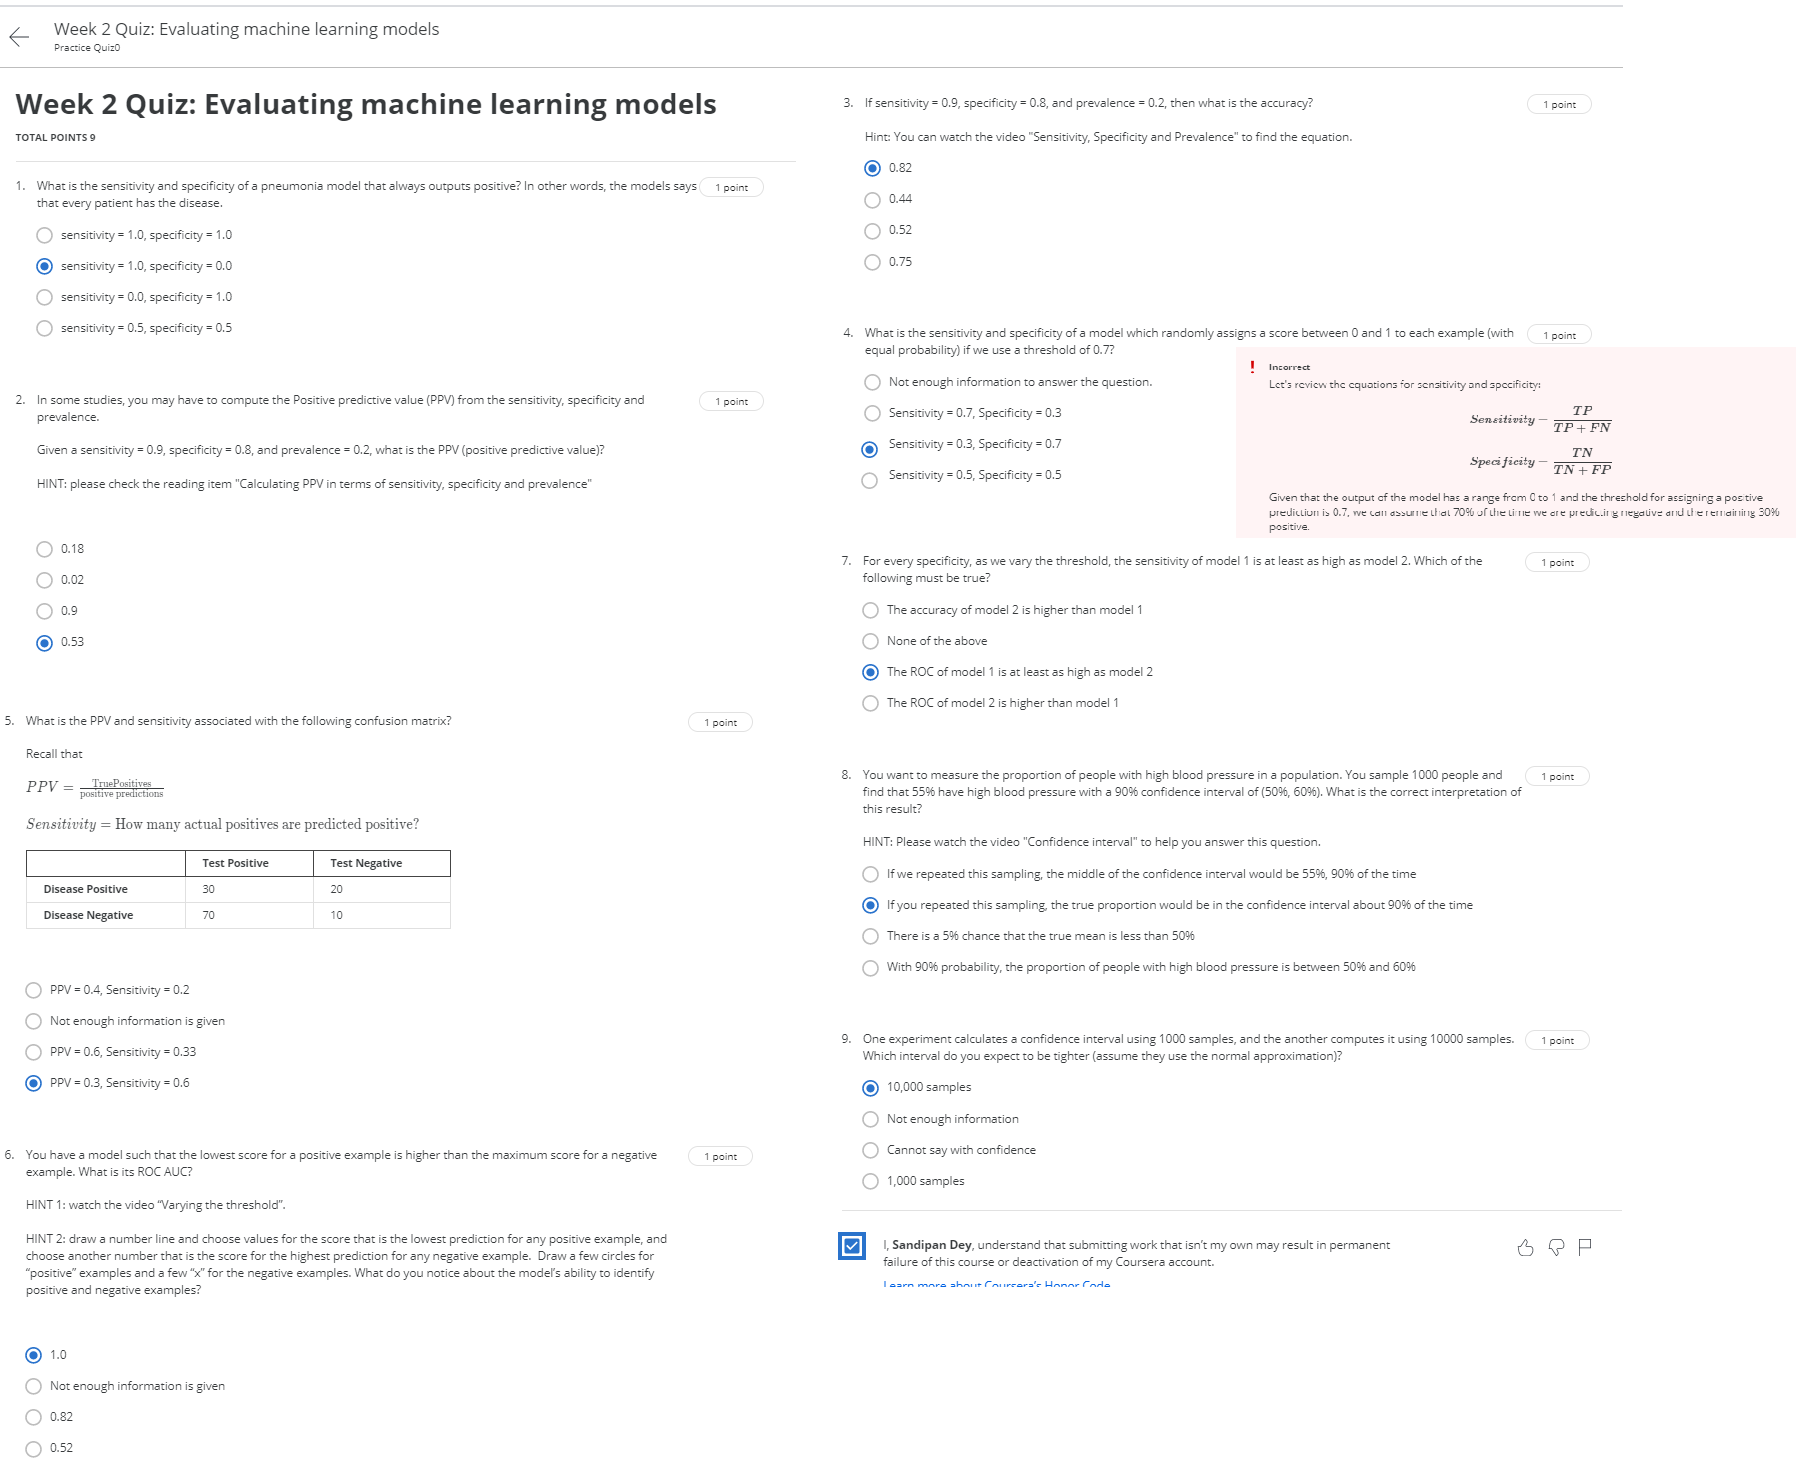 Week 2 Quiz: Evaluating machine learning models
Practice Quiz0
Week 2 Quiz: Evaluating machine learning models
TOTAL POINTS 9
1. What is the sensitivity and specificity of a pneumonia model that always outputs positive? In other words, the models says
that every patient has the disease.
1 point
sensitivity = 1.0, specificity = 1.0
sensitivity = 1.0, specificity = 0.0
sensitivity = 0.0, specificity = 1.0
sensitivity = 0.5, specificity = 0.5
2. In some studies, you may have to compute the Positive predictive value (PPV) from the sensitivity, specificity and
prevalence.
1 point
Given a sensitivity = 0.9, specificity = 0.8, and prevalence = 0.2, what is the PPV (positive predictive value)?
HINT: please check the reading item "Calculating PPV in terms of sensitivity, specificity and prevalence"
0.18
0.02
0.9
0.53
5. What is the PPV and sensitivity associated with the following confusion matrix?
1 point
Recall that
PPV = TruePositives / positive predictions
Sensitivity = How many actual positives are predicted positive?
Test Positive Test Negative
Disease Positive 30 20
Disease Negative 70 10
PPV = 0.4, Sensitivity = 0.2
Not enough information is given
PPV = 0.6, Sensitivity = 0.33
PPV = 0.3, Sensitivity = 0.6
6. You have a model such that the lowest score for a positive example is higher than the maximum score for a negative
example. What is its ROC AUC?
1 point
HINT 1: watch the video “Varying the threshold”.
HINT 2: draw a number line and choose values for the score that is the lowest prediction for any positive example, and
choose another number that is the score for the highest prediction for any negative example. Draw a few circles for
“positive” examples and a few “x” for the negative examples. What do you notice about the model’s ability to identify
positive and negative examples?
1.0
Not enough information is given
0.82
0.52
3. If sensitivity = 0.9, specificity = 0.8, and prevalence = 0.2, then what is the accuracy?
1 point
Hint: You can watch the video "Sensitivity, Specificity and Prevalence" to find the equation.
0.82
0.44
0.52
0.75
4. What is the sensitivity and specificity of a model which randomly assigns a score between 0 and 1 to each example (with
equal probability) if we use a threshold of 0.7?
1 point
Not enough information to answer the question.
Sensitivity = 0.7, Specificity = 0.3
Sensitivity = 0.3, Specificity = 0.7
Sensitivity = 0.5, Specificity = 0.5
! Incorrect
Let's review the equations for sensitivity and specificity:
Sensitivity = TP / TP + FN
Specificity = TN / TN + FP
Given that the output of the model has a range from 0 to 1 and the threshold for assigning a positive
prediction is 0.7, we can assume that 70% of the time we are predicting negative and the remaining 30%
positive.
7. For every specificity, as we vary the threshold, the sensitivity of model 1 is at least as high as model 2. Which of the
following must be true?
1 point
The accuracy of model 2 is higher than model 1
None of the above
The ROC of model 1 is at least as high as model 2
The ROC of model 2 is higher than model 1
8. You want to measure the proportion of people with high blood pressure in a population. You sample 1000 people and
find that 55% have high blood pressure with a 90% confidence interval of (50%, 60%). What is the correct interpretation of
this result?
1 point
HINT: Please watch the video "Confidence interval" to help you answer this question.
If we repeated this sampling, the middle of the confidence interval would be 55%, 90% of the time
If you repeated this sampling, the true proportion would be in the confidence interval about 90% of the time
There is a 5% chance that the true mean is less than 50%
With 90% probability, the proportion of people with high blood pressure is between 50% and 60%
9. One experiment calculates a confidence interval using 1000 samples, and the another computes it using 10000 samples.
Which interval do you expect to be tighter (assume they use the normal approximation)?
1 point
10,000 samples
Not enough information
Cannot say with confidence
1,000 samples
I, Sandipan Dey, understand that submitting work that isn’t my own may result in permanent
failure of this course or deactivation of my Coursera account.
Learn more about Coursera’s Honor Code